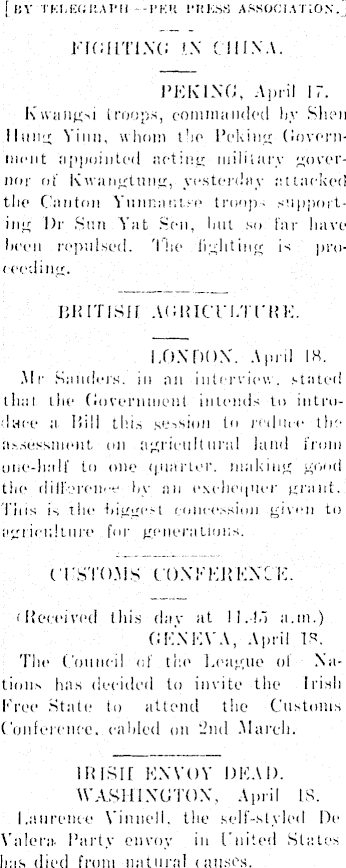 [BY TELEGRAPH—PER PRESS ASSOCIATION.]
FIGHTING IN CHINA.
PEKING, April 17.
Kwangsi troops, commanded by Shen
Hung Yinn, whom the Peking Govern-
ment appointed acting military gover-
nor of Kwangtung, yesterday attacked
the Canton Yunnantse troops support-
ing Dr Sun Yat Sen, but so far have
been repulsed. The fighting is pro-
ceeding.
BRITISH AGRICULTURE.
LONDON, April 18.
Mr Sanders, in an interview, stated
that the Government intends to intro-
duce a Bill this session to reduce the
assessment on agricultural land from
one-half to one quarter, making good
the difference by an exchequer grant.
This is the biggest concession given to
agriculture for generations.
CUSTOMS CONFERENCE.
(Received this day at 11.45 a.m.)
GENEVA, April 18.
The Council of the League of Na-
tions has decided to invite the Irish
Free State to attend the Customs
Conference, cabled on 2nd March.
IRISH ENVOY DEAD.
WASHINGTON, April 18.
Laurence Vinnell, the self-styled De
Valera Party envoy in United States
has died from natural causes.